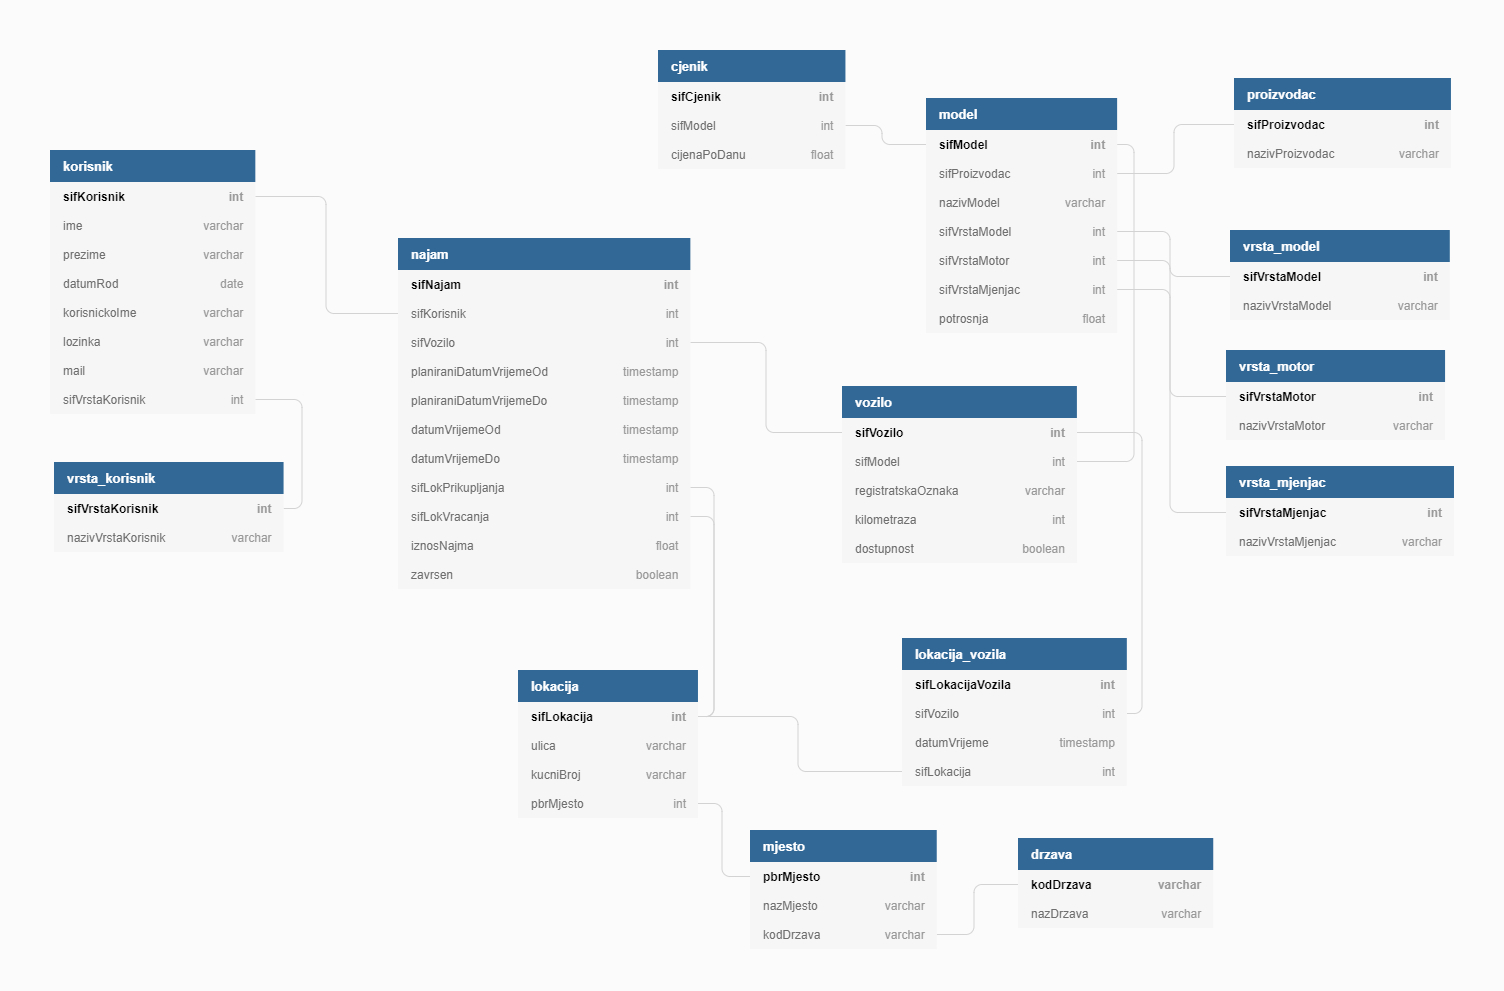 cjenik
sifCjenik int
sifModel int
cijenaPoDanu float
model
sifModel int
sifProizvodac int
nazivModel varchar
sifVrstaModel int
sifVrstaMotor int
sifVrstaMjenjac int
potrosnja float
proizvodac
sifProizvodac int
nazivProizvodac varchar
korisnik
sifKorisnik int
ime varchar
prezime varchar
datumRod date
korisnickoIme varchar
lozinka varchar
mail varchar
sifVrstaKorisnik int
najam
sifNajam int
sifKorisnik int
sifVozilo int
planiraniDatumVrijemeOd timestamp
planiraniDatumVrijemeDo timestamp
datumVrijemeOd timestamp
datumVrijemeDo timestamp
sifLokPrikupljanja int
sifLokVracanja int
iznosNajma float
zavrsen boolean
vrsta_model
sifVrstaModel int
nazivVrstaModel varchar
vrsta_motor
sifVrstaMotor int
nazivVrstaMotor varchar
vozilo
sifVozilo int
sifModel int
registratskaOznaka varchar
kilometraza int
dostupnost boolean
vrsta_korisnik
sifVrstaKorisnik int
nazivVrstaKorisnik varchar
vrsta_mjenjac
sifVrstaMjenjac int
nazivVrstaMjenjac varchar
lokacija
sifLokacija int
ulica varchar
kucniBroj varchar
pbrMjesto int
lokacija_vozila
sifLokacijaVozila int
sifVozilo int
datumVrijeme timestamp
sifLokacija int
mjesto
pbrMjesto int
nazMjesto varchar
kodDrzava varchar
drzava
kodDrzava varchar
nazDrzava varchar